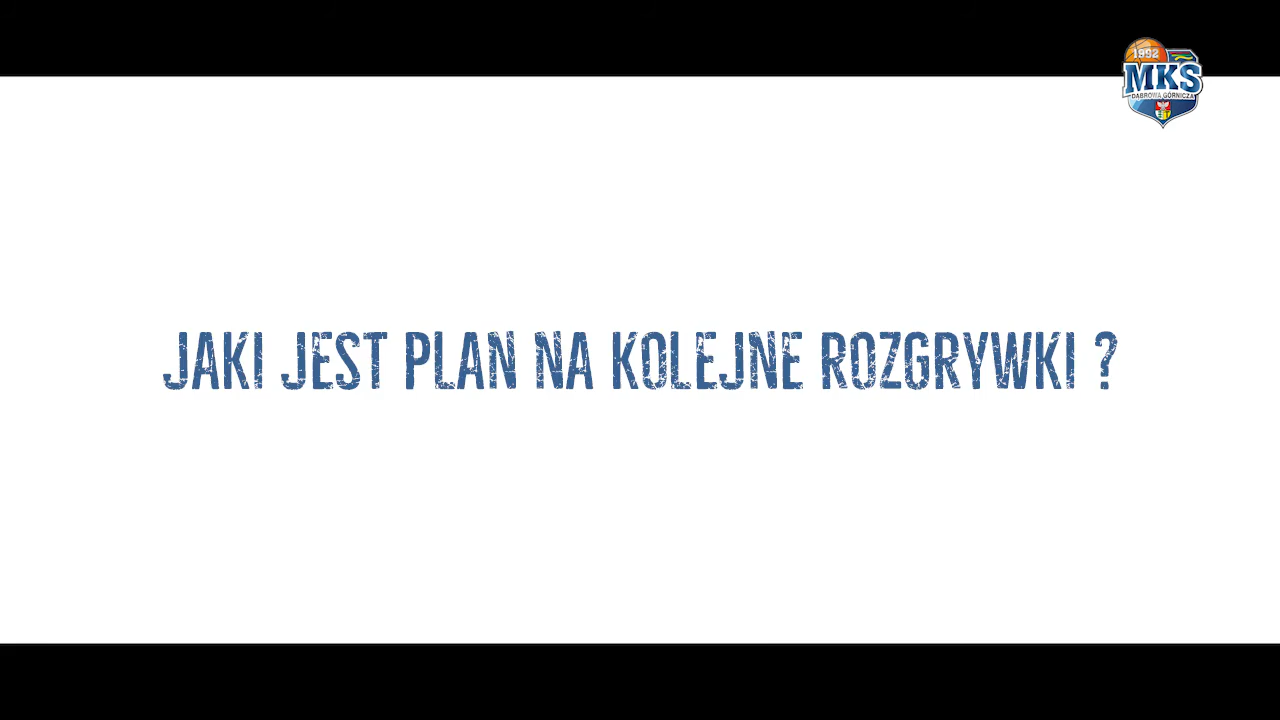 1992
MKS
DĄBROWA GÓRNICZA
JAKI JEST PLAN NA KOLEJNE ROZGRYWKI ?